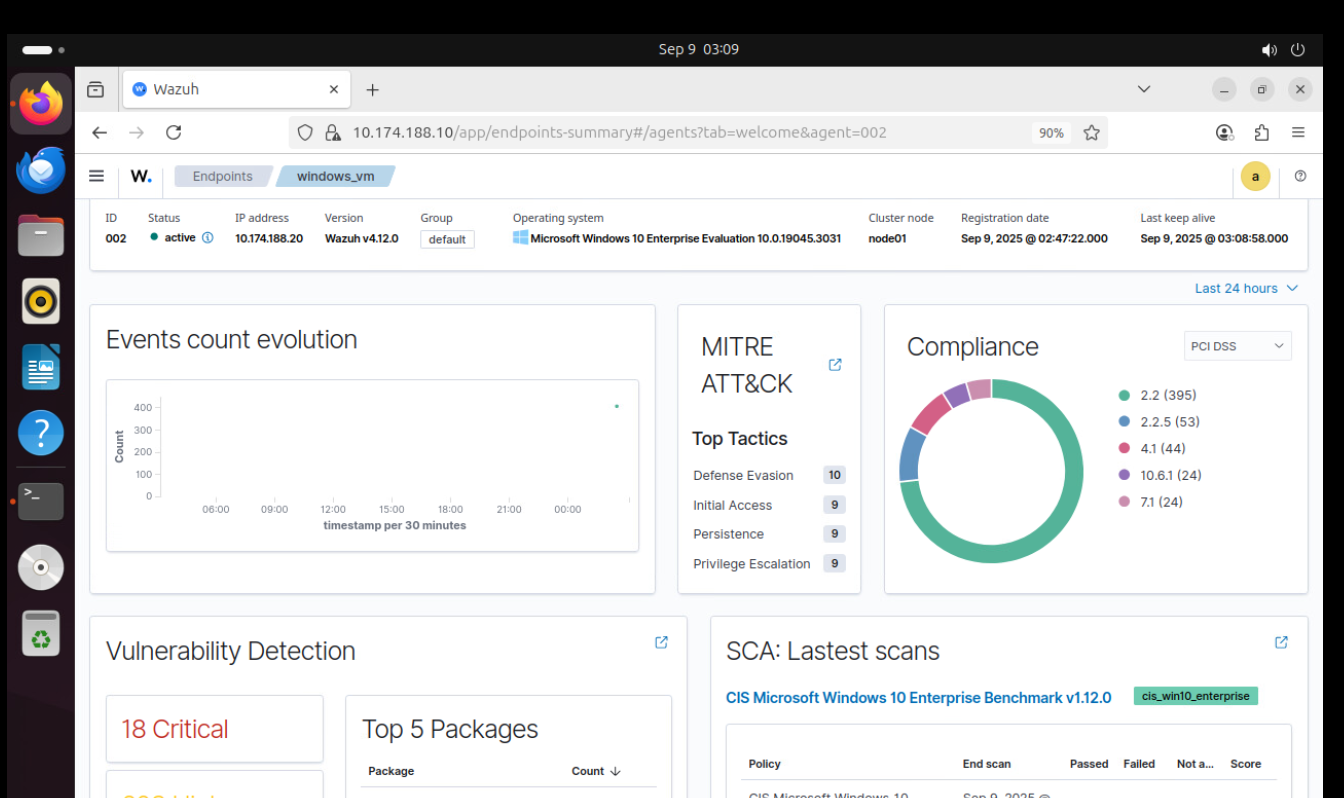 Sep 9 03:09
Wazuh
10.174.188.10/app/endpoints-summary#/agents?tab=welcome&agent=002 90%
W. Endpoints windows_vm a
ID Status IP address Version Group Operating system Cluster node Registration date Last keep alive
002 active 10.174.188.20 Wazuh v4.12.0 default Microsoft Windows 10 Enterprise Evaluation 10.0.19045.3031 node01 Sep 9, 2025 @ 02:47:22.000 Sep 9, 2025 @ 03:08:58.000
Last 24 hours
Events count evolution
400
300
200
100
0
Count
06:00 09:00 12:00 15:00 18:00 21:00 00:00
timestamp per 30 minutes
MITRE
ATT&CK
Top Tactics
Defense Evasion 10
Initial Access 9
Persistence 9
Privilege Escalation 9
Compliance
PCI DSS
2.2 (395)
2.2.5 (53)
4.1 (44)
10.6.1 (24)
7.1 (24)
Vulnerability Detection
18 Critical
Top 5 Packages
Package Count
SCA: Lastest scans
CIS Microsoft Windows 10 Enterprise Benchmark v1.12.0 cis_win10_enterprise
Policy End scan Passed Failed Not a... Score
CIS Microsoft Windows 10 Sep 9, 2025 @